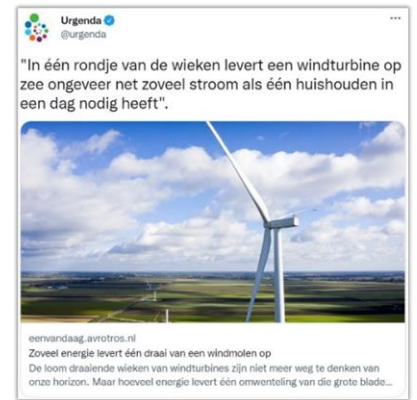 Urgenda
@urgenda
"In één rondje van de wieken levert een windturbine op
zee ongeveer net zoveel stroom als één huishouden in
een dag nodig heeft".
eenvandaag.avrotros.nl
Zoveel energie levert één draai van een windmolen op
De loom draaiende wieken van windturbines zijn niet meer weg te denken van
onze horizon. Maar hoeveel energie levert één omwenteling van die grote blade...